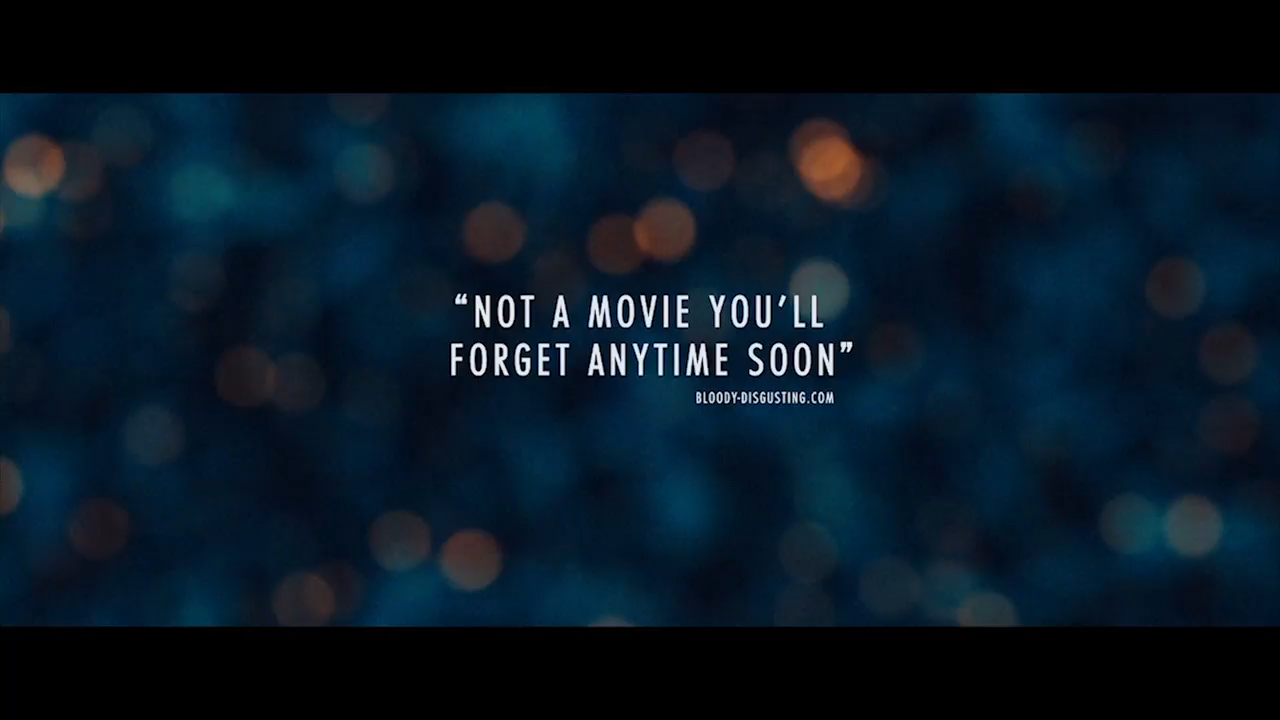 “NOT A MOVIE YOU’LL
FORGET ANYTIME SOON”
BLOODY-DISGUSTING.COM